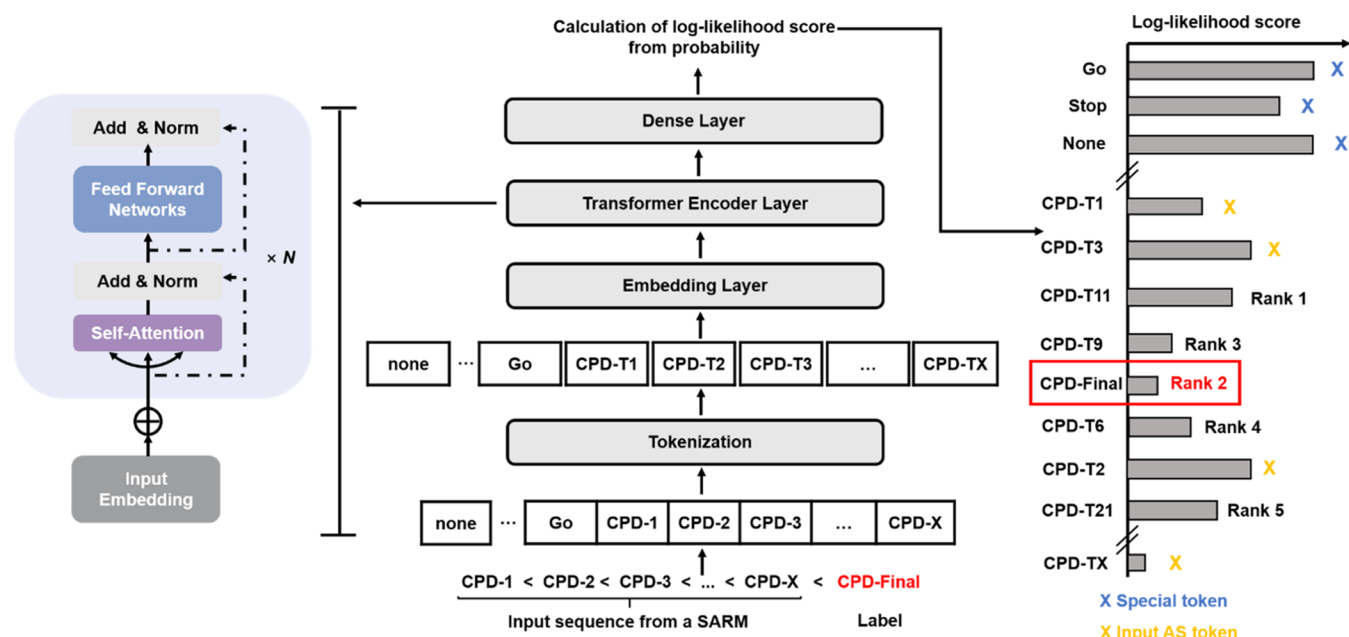 Add & Norm
Feed Forward
Networks
Add & Norm
Self-Attention
× N
Input
Embedding
Calculation of log-likelihood score
from probability
Dense Layer
Transformer Encoder Layer
Embedding Layer
none ... Go CPD-T1 CPD-T2 CPD-T3 ... CPD-TX
Tokenization
none ... Go CPD-1 CPD-2 CPD-3 ... CPD-X
CPD-1 < CPD-2 < CPD-3 < ... < CPD-X < CPD-Final
Input sequence from a SARM Label
Log-likelihood score
Go X
Stop X
None X
CPD-T1 X
CPD-T3 X
CPD-T11 Rank 1
CPD-T9 Rank 3
CPD-Final Rank 2
CPD-T6 Rank 4
CPD-T2 X
CPD-T21 Rank 5
CPD-TX X
X Special token
X Input AS token